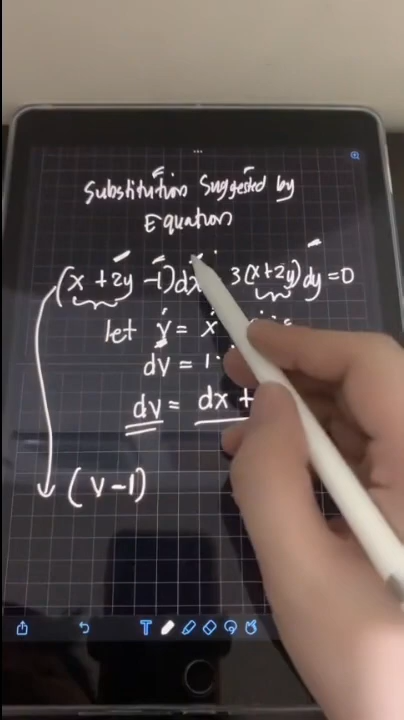 Substitution Suggested by
Equation
(x + 2y - 1)dx 3(x+2y)dy = 0
let v = x
dv = 1
dv = dx +
(v - 1)
T